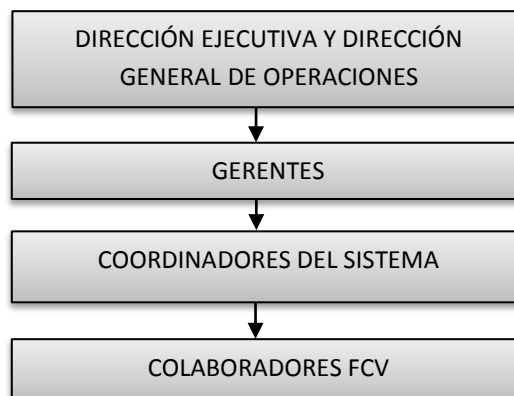 DIRECCIÓN EJECUTIVA Y DIRECCIÓN
GENERAL DE OPERACIONES
GERENTES
COORDINADORES DEL SISTEMA
COLABORADORES FCV